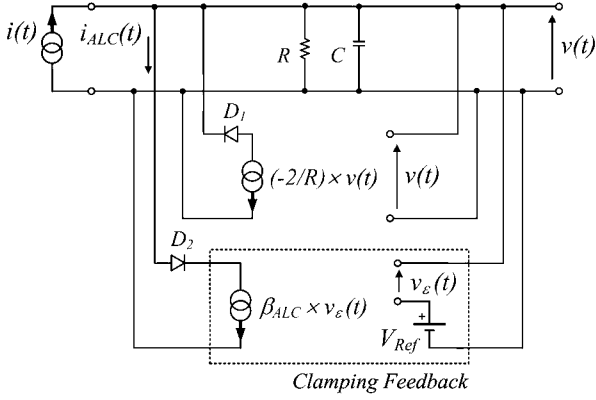 i(t)
i_ALC(t)
R
C
v(t)
D_1
(-2/R) × v(t)
v(t)
D_2
β_ALC × v_ε(t)
v_ε(t)
+
V_Ref
Clamping Feedback